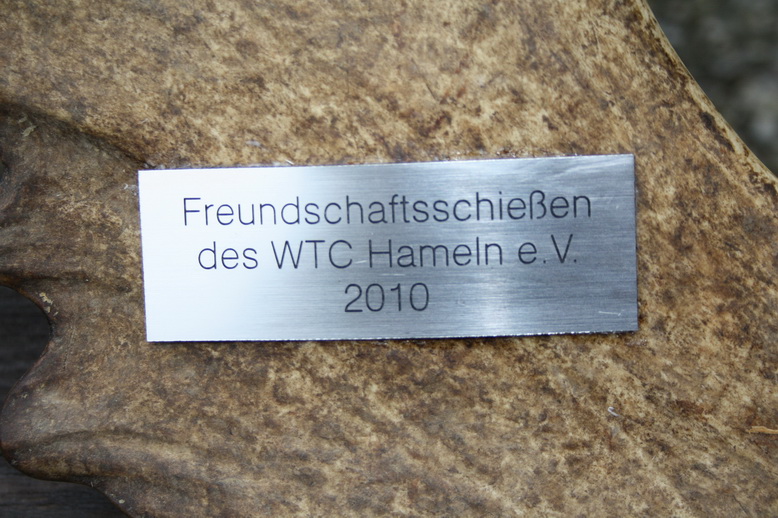 Freundschaftsschießen
des WTC Hameln e.V.
2010